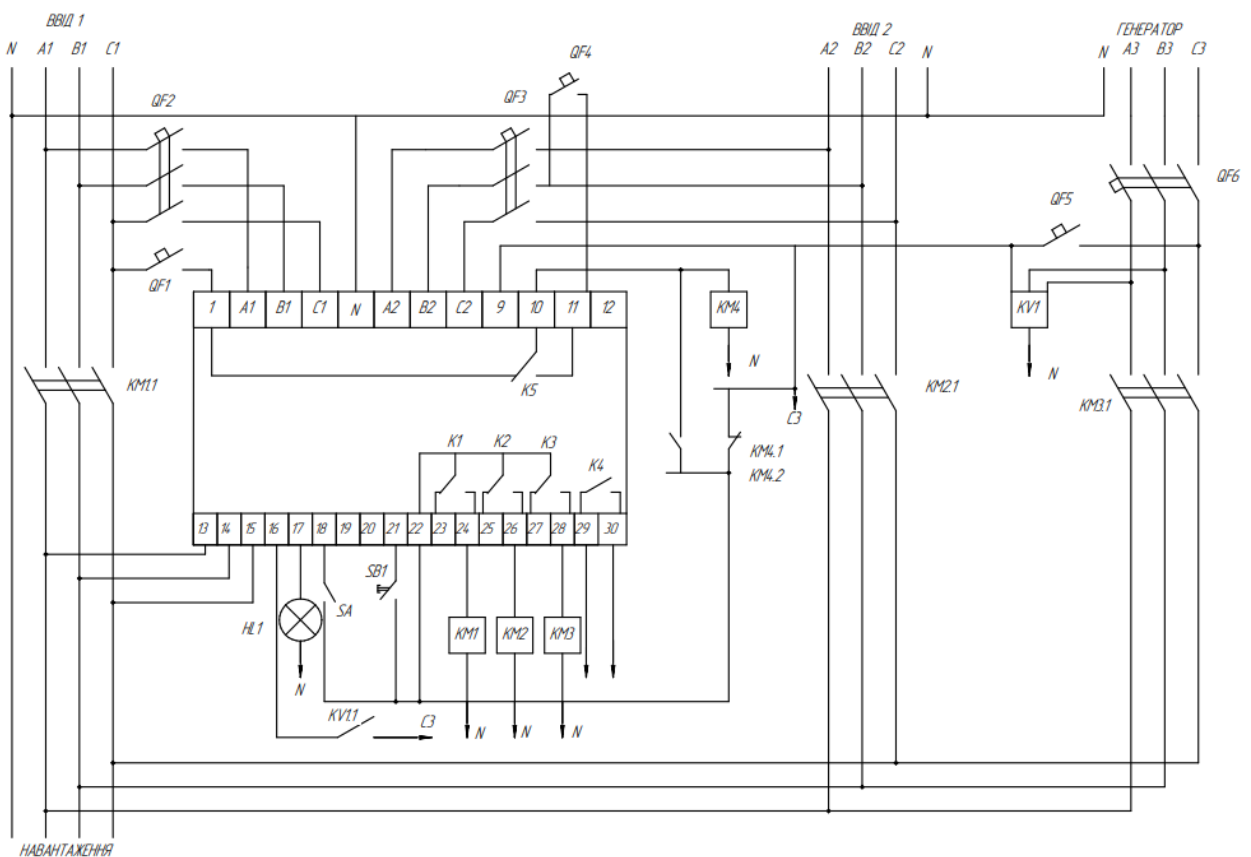 ВВІД 1
ВВІД 2
ГЕНЕРАТОР
N A1 B1 C1
QF4
A2 B2 C2 N
N A3 B3 C3
QF2
QF3
QF6
QF5
QF1
1 A1 B1 C1 N A2 B2 C2 9 10 11 12
KM4
KV1
N
N
KM1.1
K5
KM2.1
KM3.1
C3
K1 K2 K3
K4
KM4.1
KM4.2
13 14 15 16 17 18 19 20 21 22 23 24 25 26 27 28 29 30
SB1
SA
HL1
KM1 KM2 KM3
N
KV1.1
C3
N N N
НАВАНТАЖЕННЯ